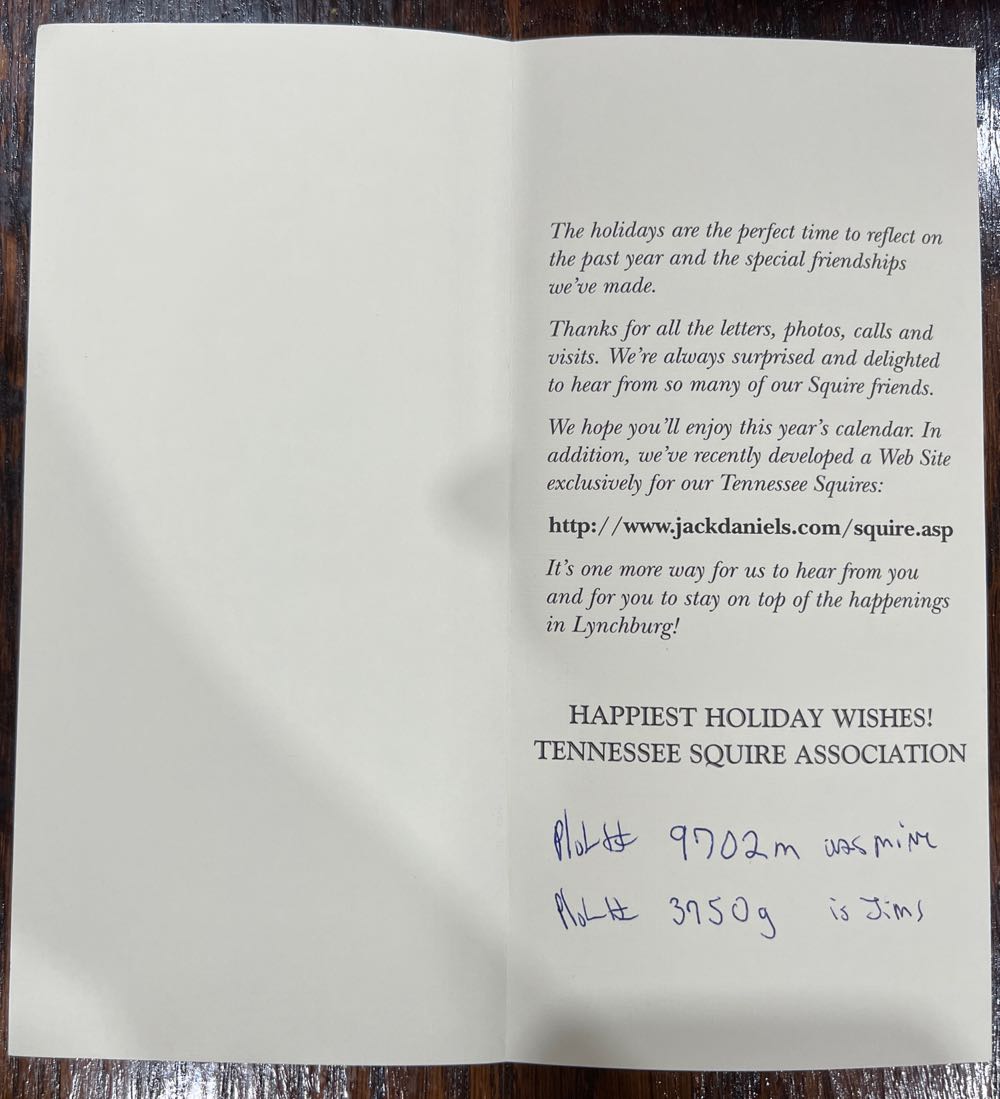 The holidays are the perfect time to reflect on
the past year and the special friendships
we've made.
Thanks for all the letters, photos, calls and
visits. We're always surprised and delighted
to hear from so many of our Squire friends.
We hope you'll enjoy this year's calendar. In
addition, we've recently developed a Web Site
exclusively for our Tennessee Squires:
http://www.jackdaniels.com/squire.asp
It's one more way for us to hear from you
and for you to stay on top of the happenings
in Lynchburg!
HAPPIEST HOLIDAY WISHES!
TENNESSEE SQUIRE ASSOCIATION
Plot# 9702m was mine
Plot# 3750g is Jims